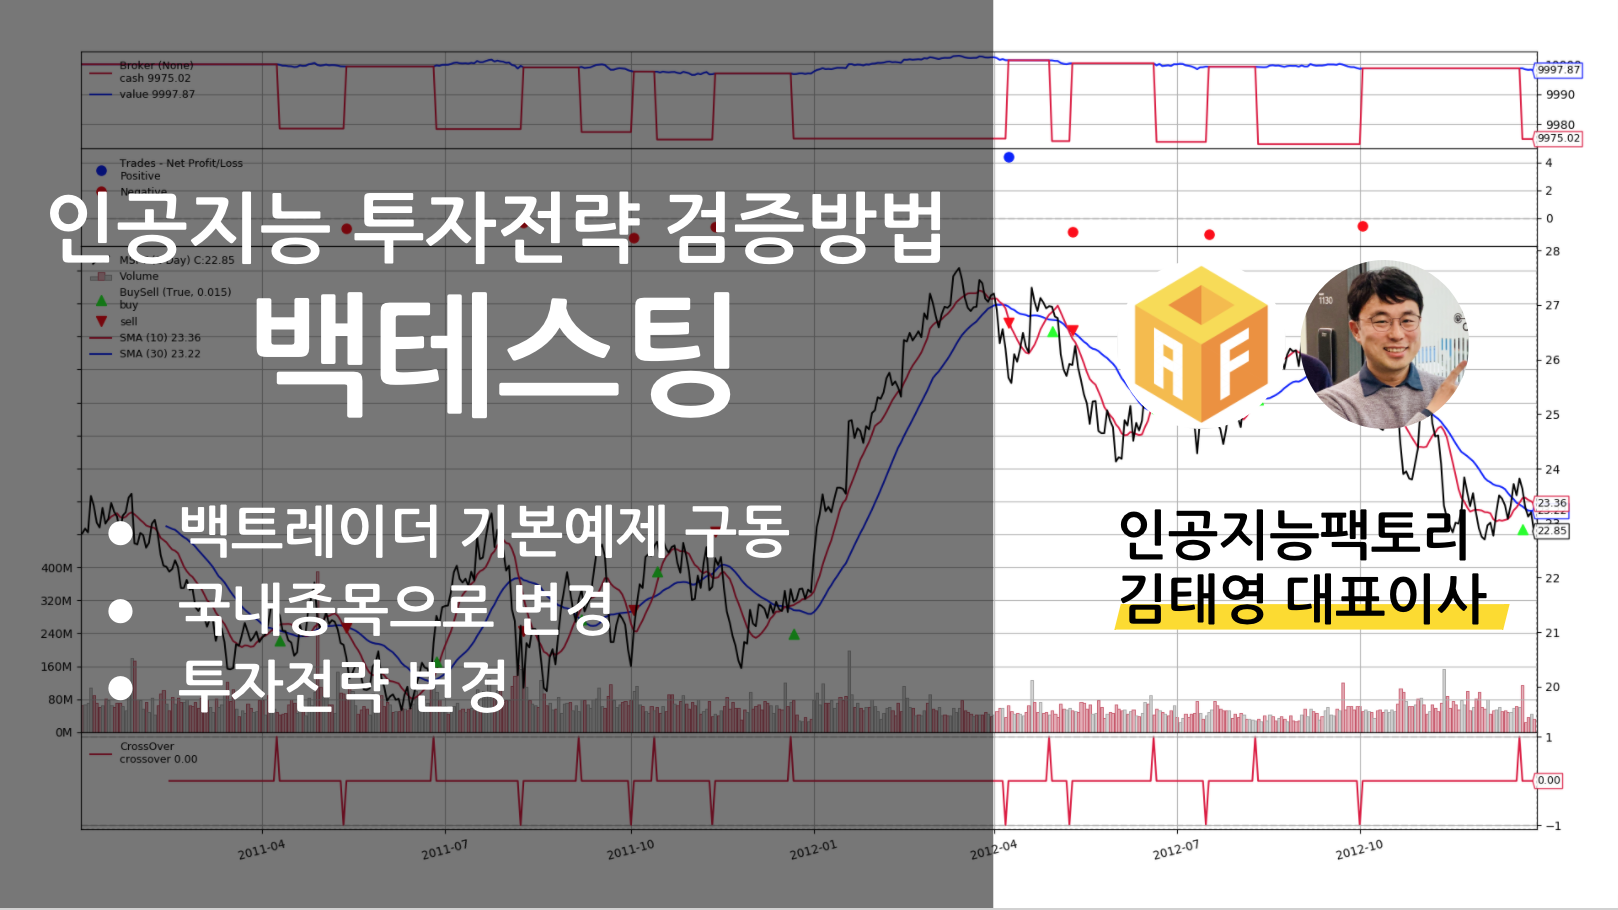 Broker (None)
cash 9975.02
value 9997.87
9997.87
9990
9980
9975.02
Trades - Net Profit/Loss
Positive
Negative
4
2
0
인공지능 투자전략 검증방법
백테스팅
C:22.85
Volume
BuySell (True, 0.015)
buy
sell
SMA (10) 23.36
SMA (30) 23.22
28
27
26
25
24
23.36
22.85
22
21
20
1130
A F
백트레이더 기본예제 구동
국내종목으로 변경
투자전략 변경
인공지능팩토리
김태영 대표이사
400M
320M
240M
160M
80M
0M
CrossOver
crossover 0.00
1
0.00
−1
2011-04
2011-07
2011-10
2012-01
2012-04
2012-07
2012-10